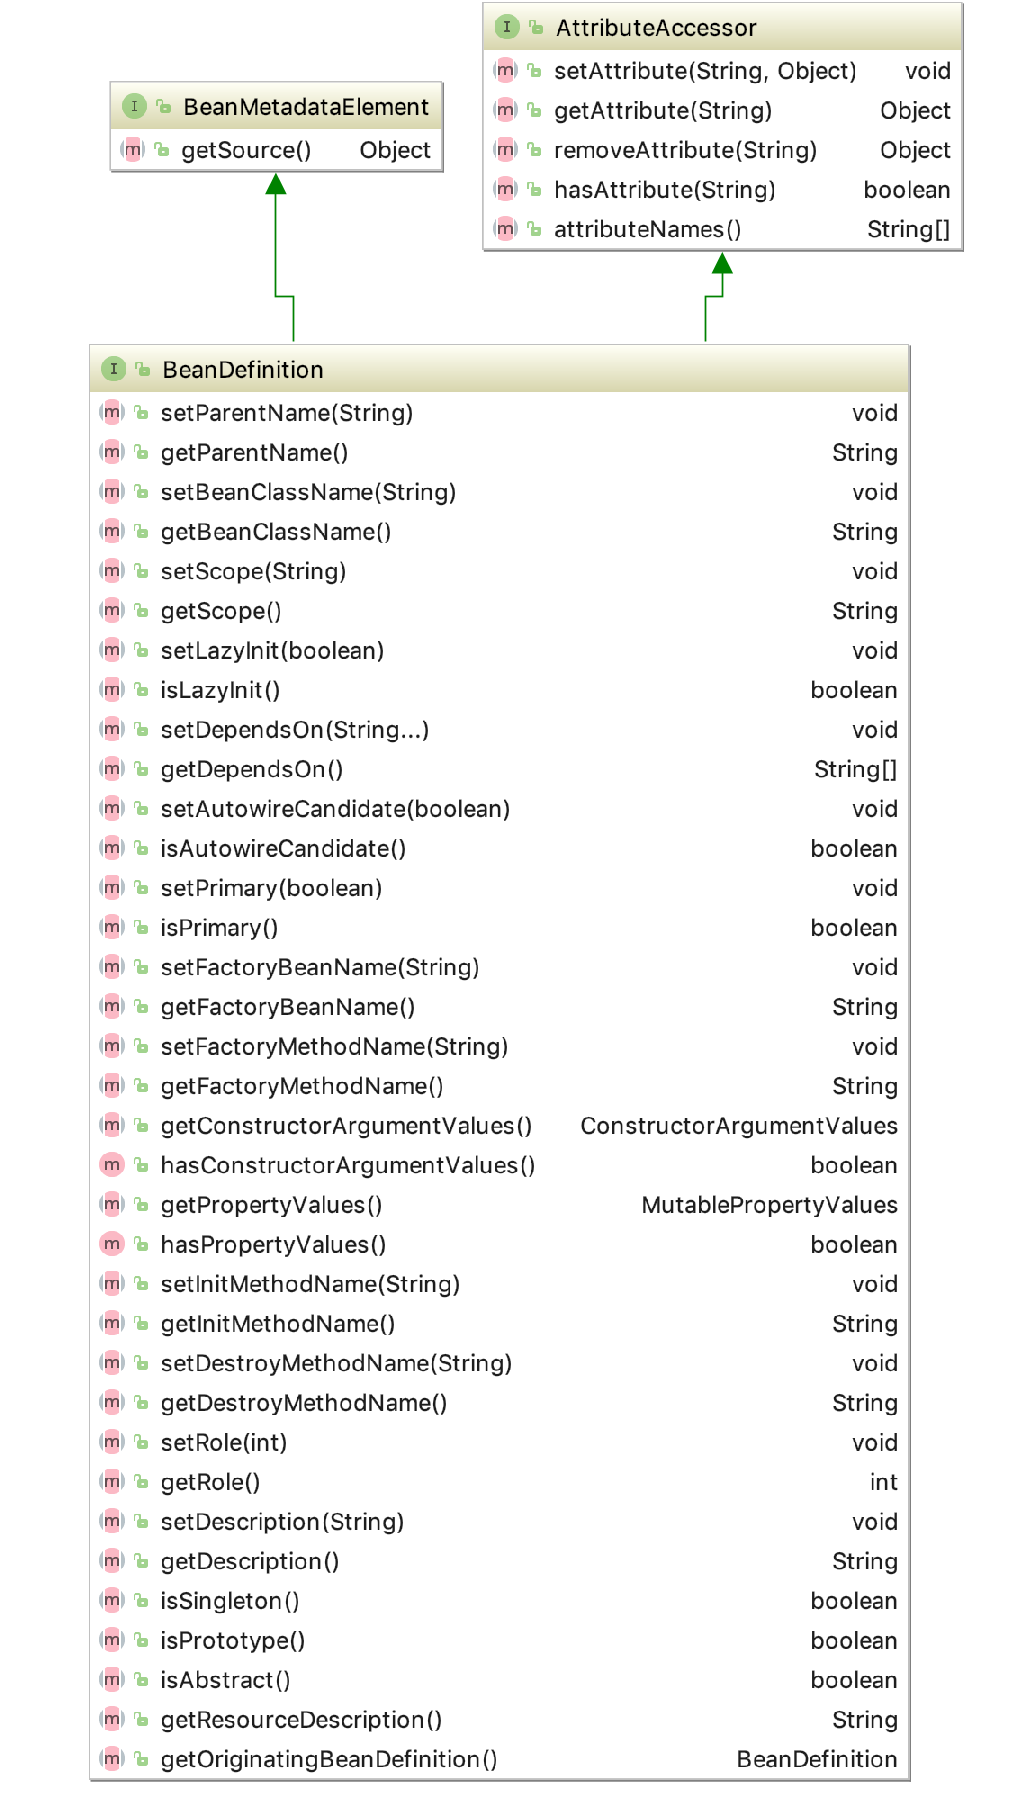 I AttributeAccessor
m setAttribute(String, Object) void
m getAttribute(String) Object
m removeAttribute(String) Object
m hasAttribute(String) boolean
m attributeNames() String[]
I BeanMetadataElement
m getSource() Object
I BeanDefinition
m setParentName(String) void
m getParentName() String
m setBeanClassName(String) void
m getBeanClassName() String
m setScope(String) void
m getScope() String
m setLazyInit(boolean) void
m isLazyInit() boolean
m setDependsOn(String...) void
m getDependsOn() String[]
m setAutowireCandidate(boolean) void
m isAutowireCandidate() boolean
m setPrimary(boolean) void
m isPrimary() boolean
m setFactoryBeanName(String) void
m getFactoryBeanName() String
m setFactoryMethodName(String) void
m getFactoryMethodName() String
m getConstructorArgumentValues() ConstructorArgumentValues
m hasConstructorArgumentValues() boolean
m getPropertyValues() MutablePropertyValues
m hasPropertyValues() boolean
m setInitMethodName(String) void
m getInitMethodName() String
m setDestroyMethodName(String) void
m getDestroyMethodName() String
m setRole(int) void
m getRole() int
m setDescription(String) void
m getDescription() String
m isSingleton() boolean
m isPrototype() boolean
m isAbstract() boolean
m getResourceDescription() String
m getOriginatingBeanDefinition() BeanDefinition